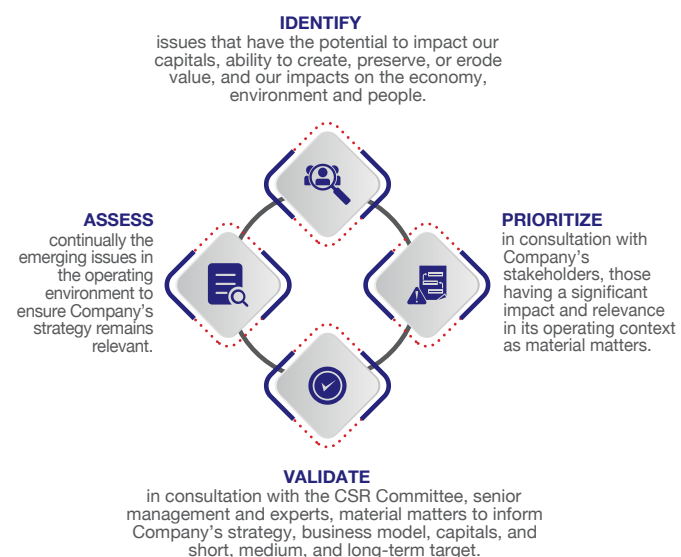 IDENTIFY
issues that have the potential to impact our
capitals, ability to create, preserve, or erode
value, and our impacts on the economy,
environment and people.
ASSESS
continually the
emerging issues in
the operating
environment to
ensure Company's
strategy remains
relevant.
PRIORITIZE
in consultation with
Company's
stakeholders, those
having a significant
impact and relevance
in its operating context
as material matters.
VALIDATE
in consultation with the CSR Committee, senior
management and experts, material matters to inform
Company's strategy, business model, capitals, and
short, medium, and long-term target.